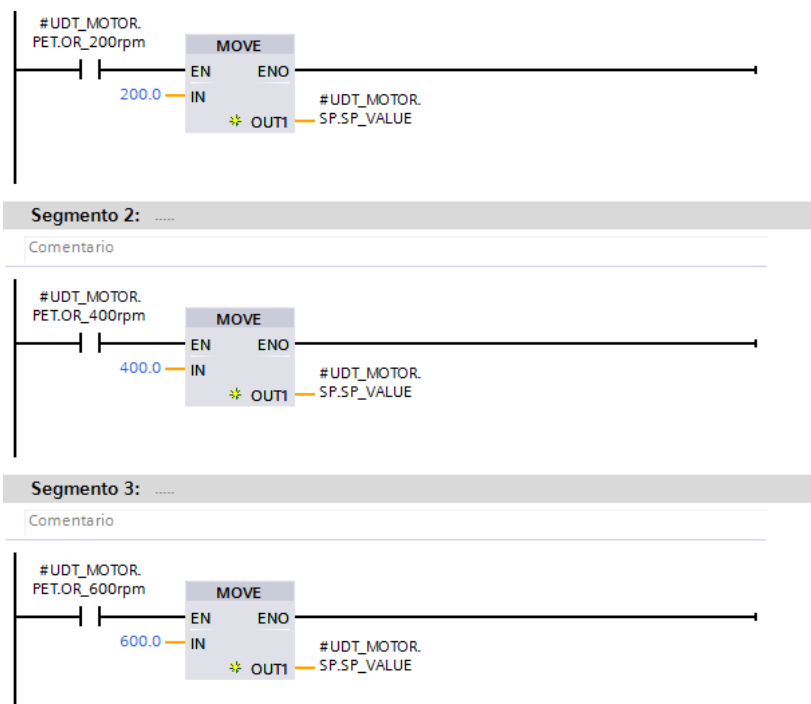 #UDT_MOTOR.
PET.OR_200rpm
MOVE
EN ENO
200.0 IN
#UDT_MOTOR.
OUT1 SP.SP_VALUE
Segmento 2: .....
Comentario
#UDT_MOTOR.
PET.OR_400rpm
MOVE
EN ENO
400.0 IN
#UDT_MOTOR.
OUT1 SP.SP_VALUE
Segmento 3: .....
Comentario
#UDT_MOTOR.
PET.OR_600rpm
MOVE
EN ENO
600.0 IN
#UDT_MOTOR.
OUT1 SP.SP_VALUE